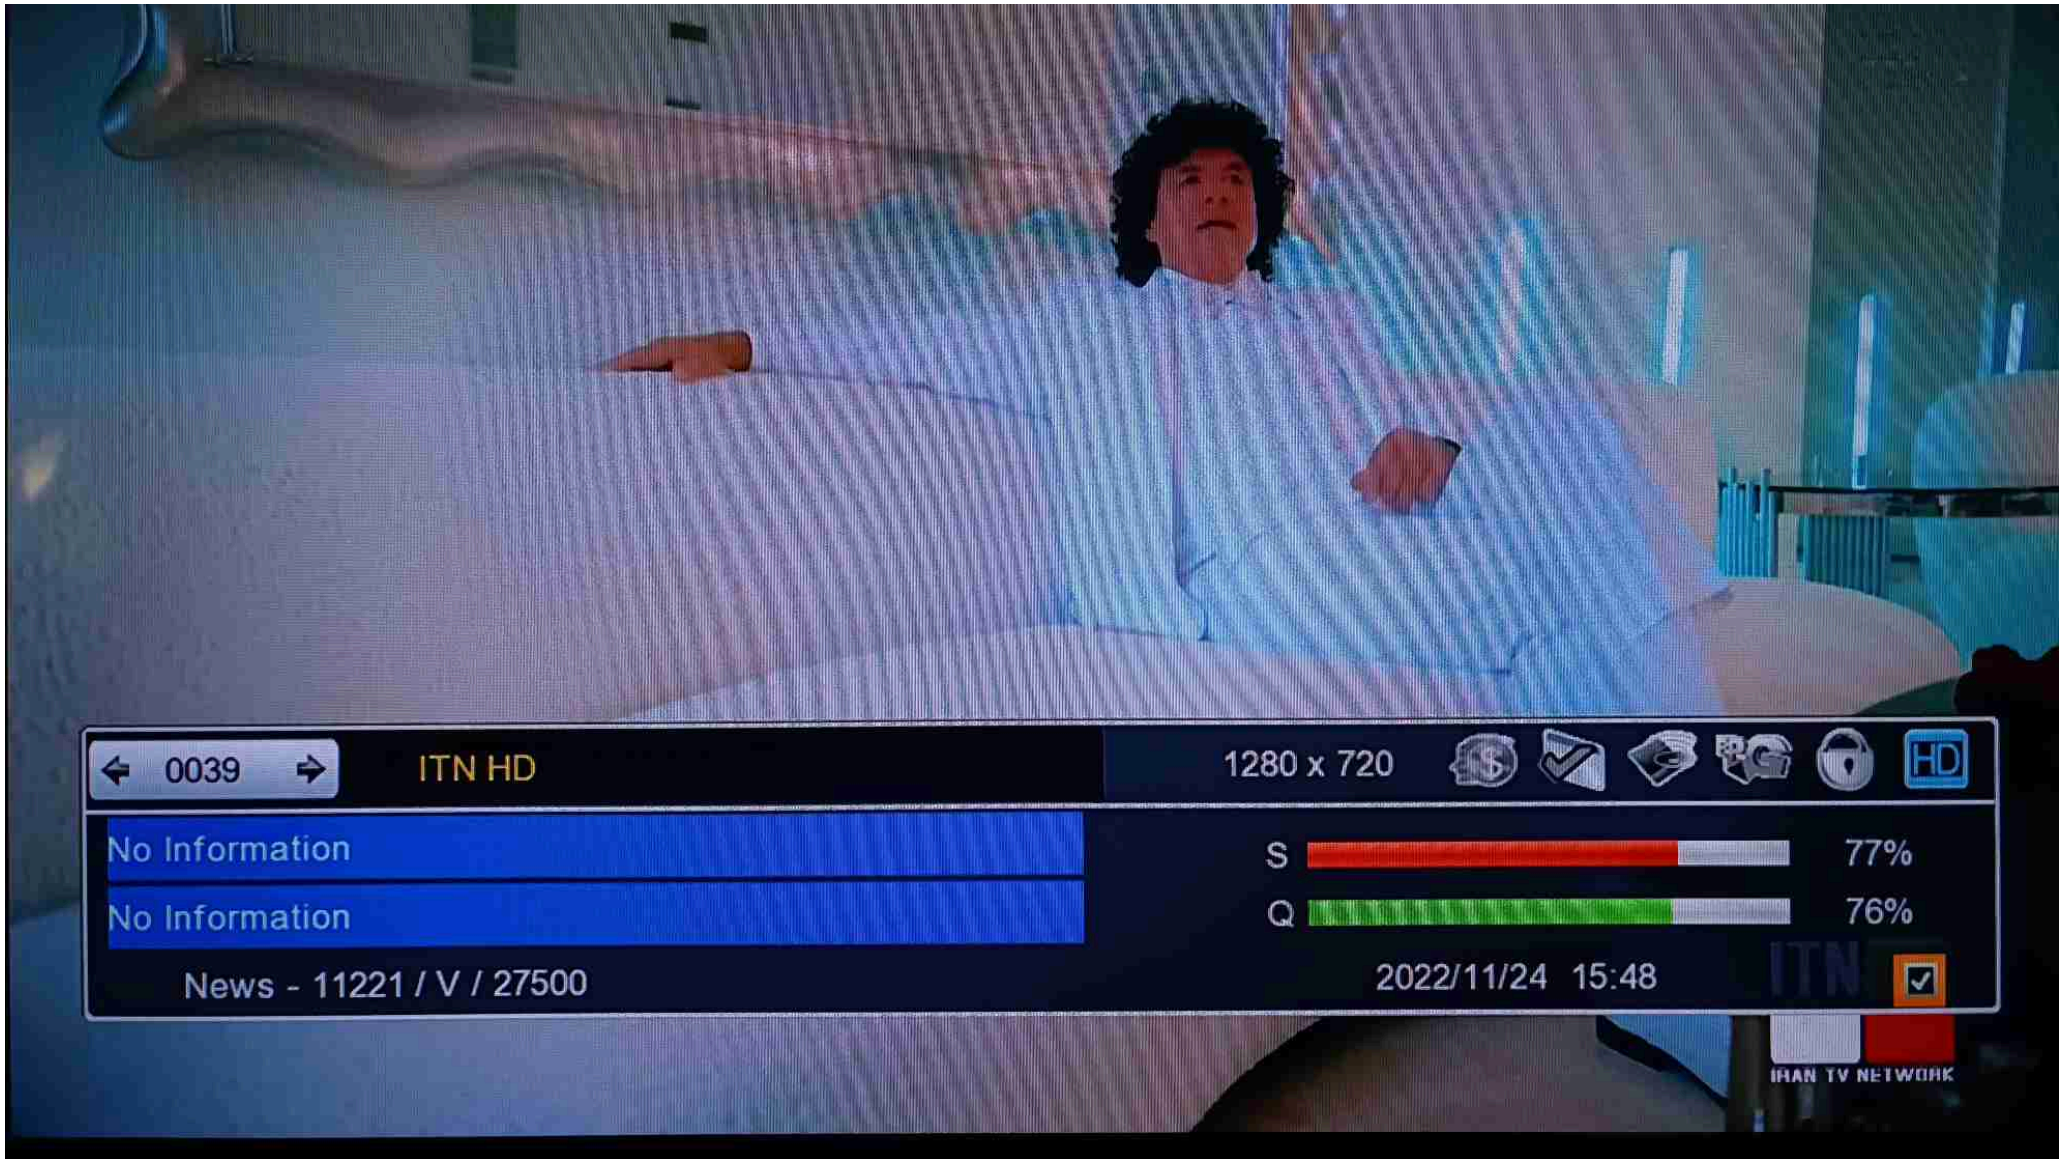 0039 ITN HD 1280 x 720 $ EPG HD
No Information
S 77%
No Information
Q 76%
News - 11221 / V / 27500 2022/11/24 15:48 ITN
IRAN TV NETWORK